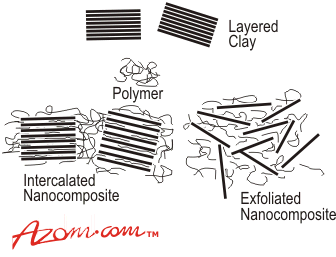 Layered
Clay
Polymer
Intercalated
Nanocomposite
Exfoliated
Nanocomposite
Azom.com™